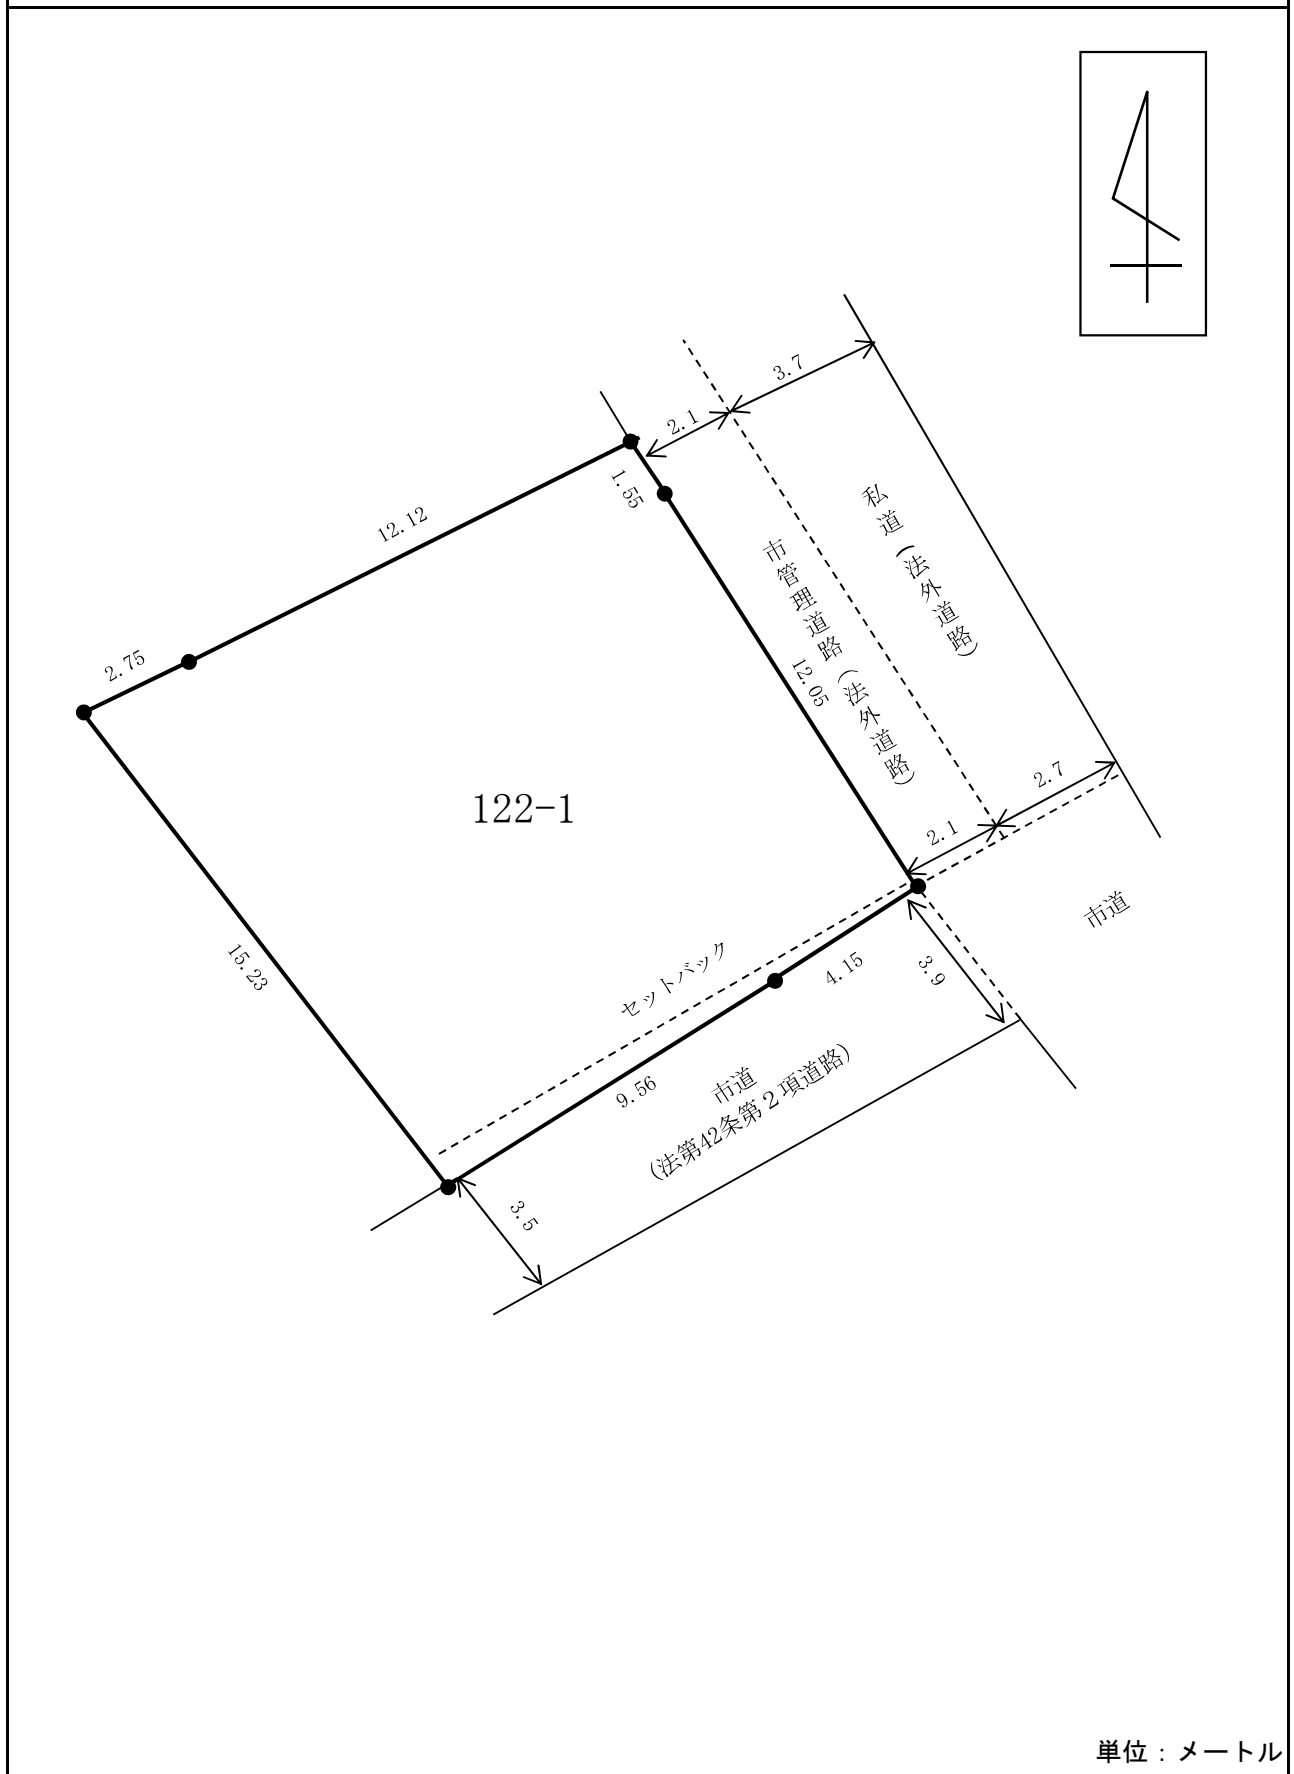 3.7
2.1
1.55
12.12
2.75
私道(法外道路)
市管理道路(法外道路)
12.05
122-1
2.7
2.1
市道
15.23
セットバック
4.15
3.9
9.56
市道
(法第42条第2項道路)
3.5
単位:メートル